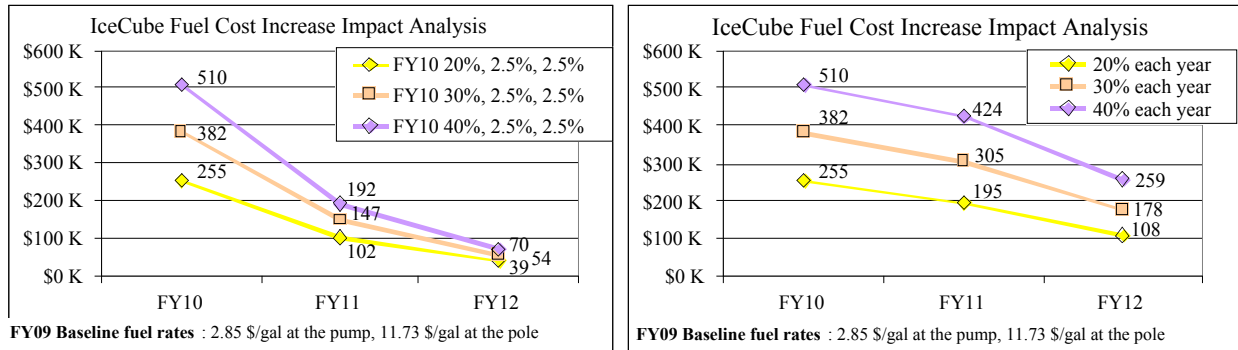 IceCube Fuel Cost Increase Impact Analysis
$600 K
$500 K
$400 K
$300 K
$200 K
$100 K
$0 K
FY10 20%, 2.5%, 2.5%
FY10 30%, 2.5%, 2.5%
FY10 40%, 2.5%, 2.5%
510
382
255
192
147
102
70
54
39
FY10 FY11 FY12
FY09 Baseline fuel rates : 2.85 $/gal at the pump, 11.73 $/gal at the pole
IceCube Fuel Cost Increase Impact Analysis
$600 K
$500 K
$400 K
$300 K
$200 K
$100 K
$0 K
20% each year
30% each year
40% each year
510
424
382
305
259
255
195
178
108
FY10 FY11 FY12
FY09 Baseline fuel rates : 2.85 $/gal at the pump, 11.73 $/gal at the pole